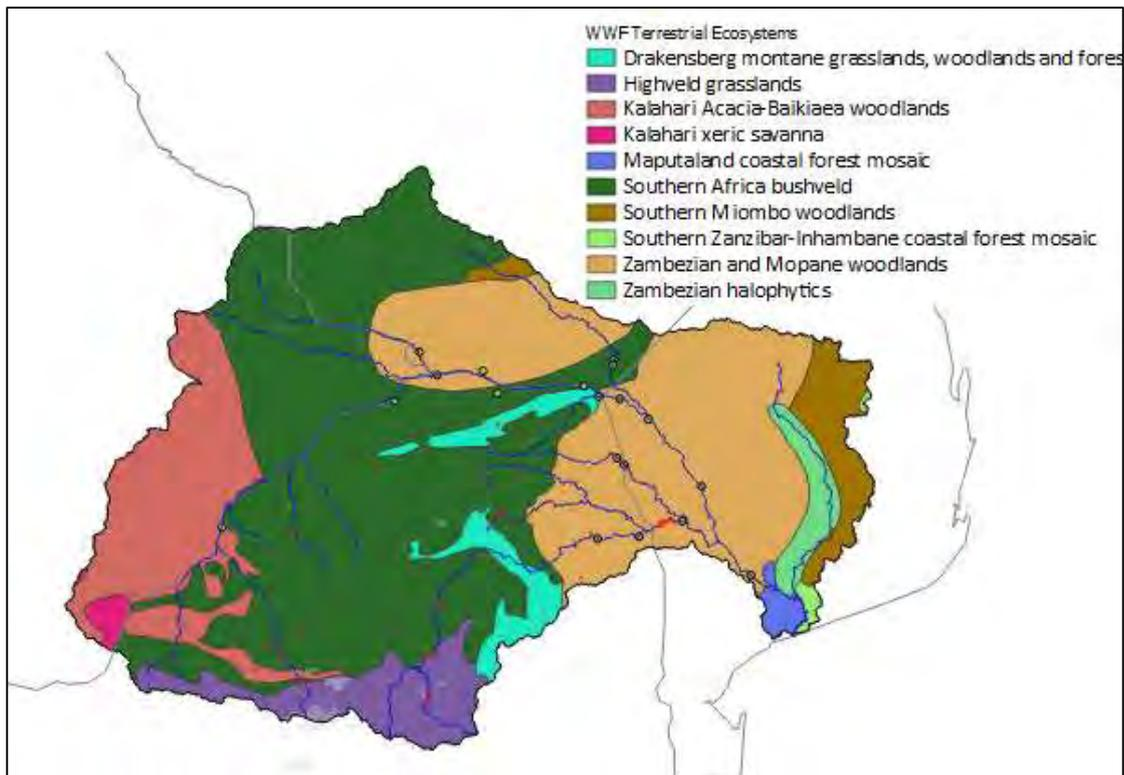 WWF Terrestrial Ecosystems
Drakensberg montane grasslands, woodlands and fores
Highveld grasslands
Kalahari Acacia-Baikiaea woodlands
Kalahari xeric savanna
Maputaland coastal forest mosaic
Southern Africa bushveld
Southern Miombo woodlands
Southern Zanzibar-Inhambane coastal forest mosaic
Zambezian and Mopane woodlands
Zambezian halophytics